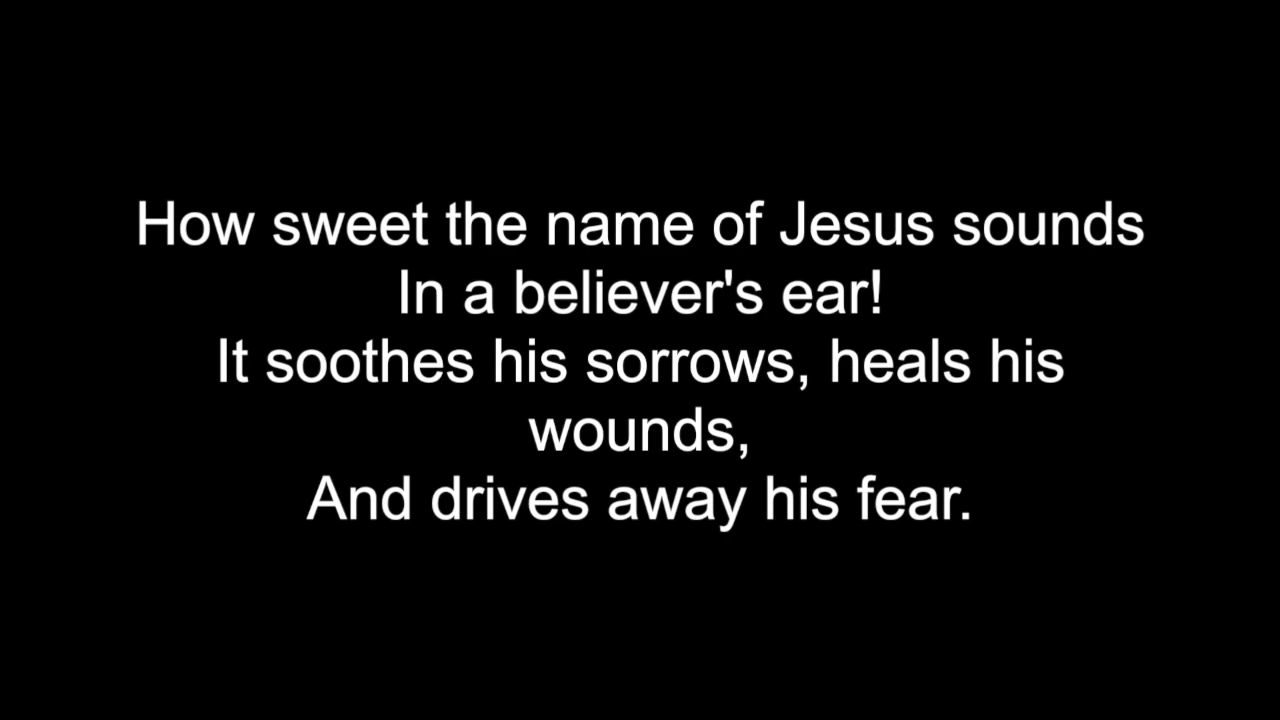 How sweet the name of Jesus sounds
In a believer's ear!
It soothes his sorrows, heals his
wounds,
And drives away his fear.